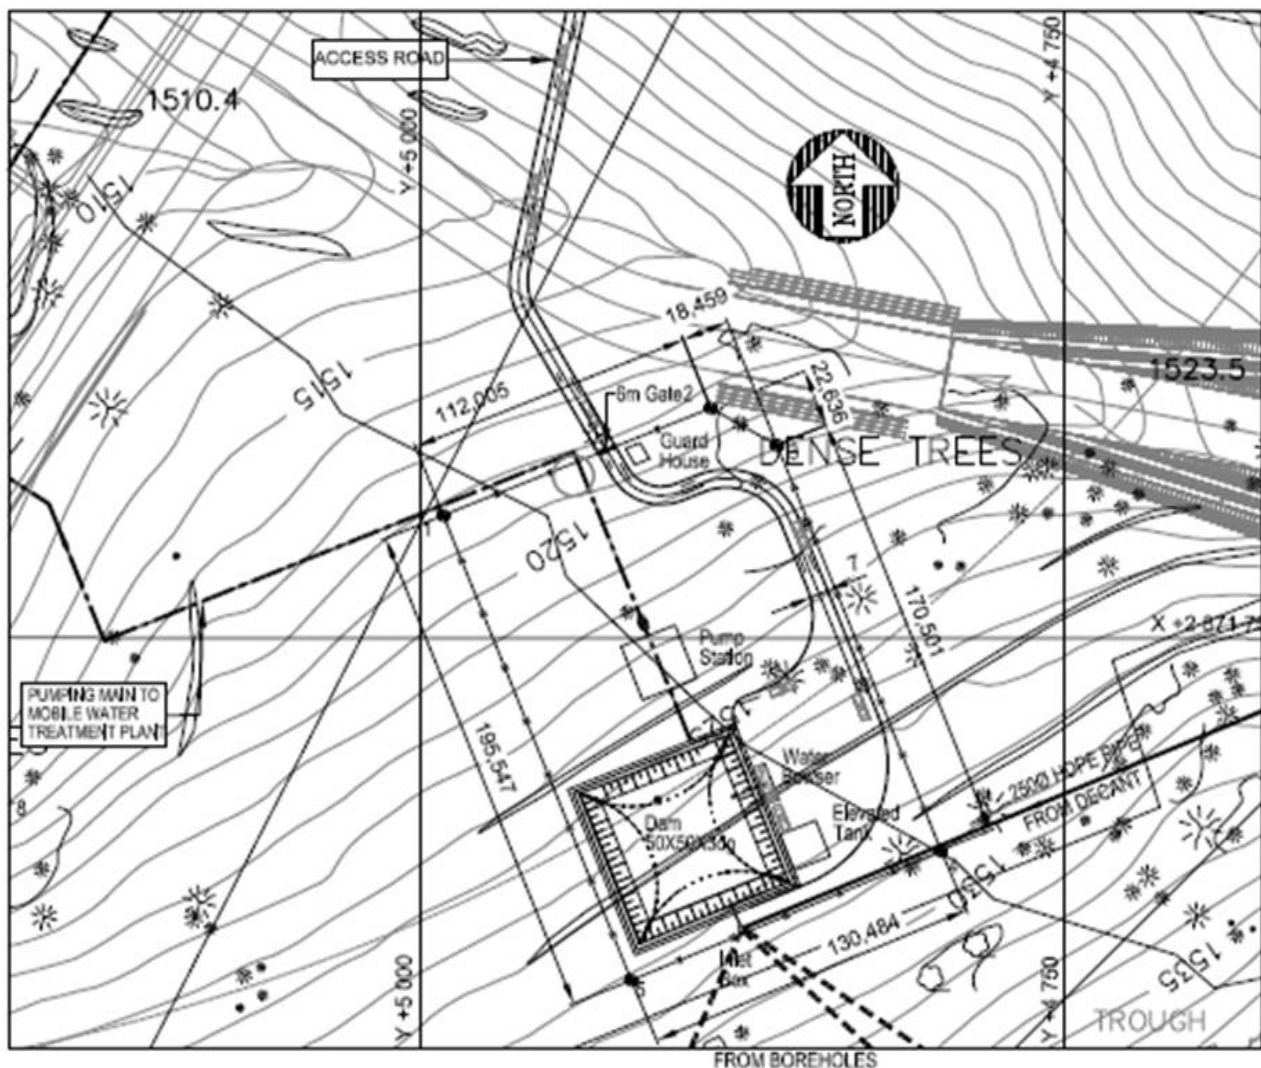 ACCESS ROAD
Y +4 750
1510.4
Y +5 000
NORTH
1510
18,459
1523.5
22,636
1515
112,005
6m Gate2
Guard
House
DENSE TREES
1520
7
170,501
X +2 871 75
Pump
Station
PUMPING MAIN TO
MOBILE WATER
TREATMENT PLANT
195,547
Water
Bowser
250Ø HDPE PIPE
FROM DECANT
8
Dam
Elevated
Tank
1530
130,484
Inlet
Box
1535
Y +5 000
Y +4 750
TROUGH
FROM BOREHOLES